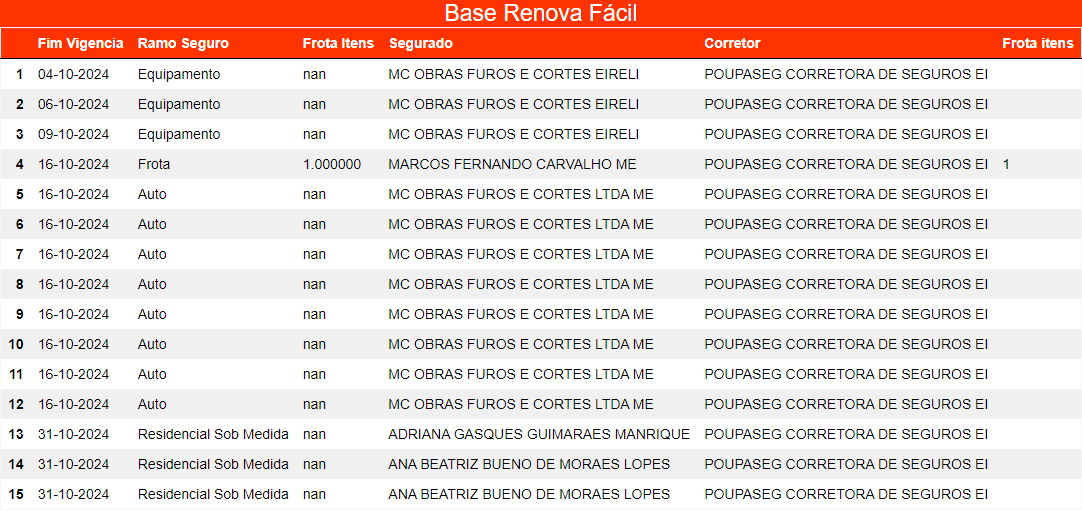 Base Renova Fácil
Fim Vigencia Ramo Seguro Frota Itens Segurado Corretor Frota itens
1 04-10-2024 Equipamento nan MC OBRAS FUROS E CORTES EIRELI POUPASEG CORRETORA DE SEGUROS EI
2 06-10-2024 Equipamento nan MC OBRAS FUROS E CORTES EIRELI POUPASEG CORRETORA DE SEGUROS EI
3 09-10-2024 Equipamento nan MC OBRAS FUROS E CORTES EIRELI POUPASEG CORRETORA DE SEGUROS EI
4 16-10-2024 Frota 1.000000 MARCOS FERNANDO CARVALHO ME POUPASEG CORRETORA DE SEGUROS EI 1
5 16-10-2024 Auto nan MC OBRAS FUROS E CORTES LTDA ME POUPASEG CORRETORA DE SEGUROS EI
6 16-10-2024 Auto nan MC OBRAS FUROS E CORTES LTDA ME POUPASEG CORRETORA DE SEGUROS EI
7 16-10-2024 Auto nan MC OBRAS FUROS E CORTES LTDA ME POUPASEG CORRETORA DE SEGUROS EI
8 16-10-2024 Auto nan MC OBRAS FUROS E CORTES LTDA ME POUPASEG CORRETORA DE SEGUROS EI
9 16-10-2024 Auto nan MC OBRAS FUROS E CORTES LTDA ME POUPASEG CORRETORA DE SEGUROS EI
10 16-10-2024 Auto nan MC OBRAS FUROS E CORTES LTDA ME POUPASEG CORRETORA DE SEGUROS EI
11 16-10-2024 Auto nan MC OBRAS FUROS E CORTES LTDA ME POUPASEG CORRETORA DE SEGUROS EI
12 16-10-2024 Auto nan MC OBRAS FUROS E CORTES LTDA ME POUPASEG CORRETORA DE SEGUROS EI
13 31-10-2024 Residencial Sob Medida nan ADRIANA GASQUES GUIMARAES MANRIQUE POUPASEG CORRETORA DE SEGUROS EI
14 31-10-2024 Residencial Sob Medida nan ANA BEATRIZ BUENO DE MORAES LOPES POUPASEG CORRETORA DE SEGUROS EI
15 31-10-2024 Residencial Sob Medida nan ANA BEATRIZ BUENO DE MORAES LOPES POUPASEG CORRETORA DE SEGUROS EI